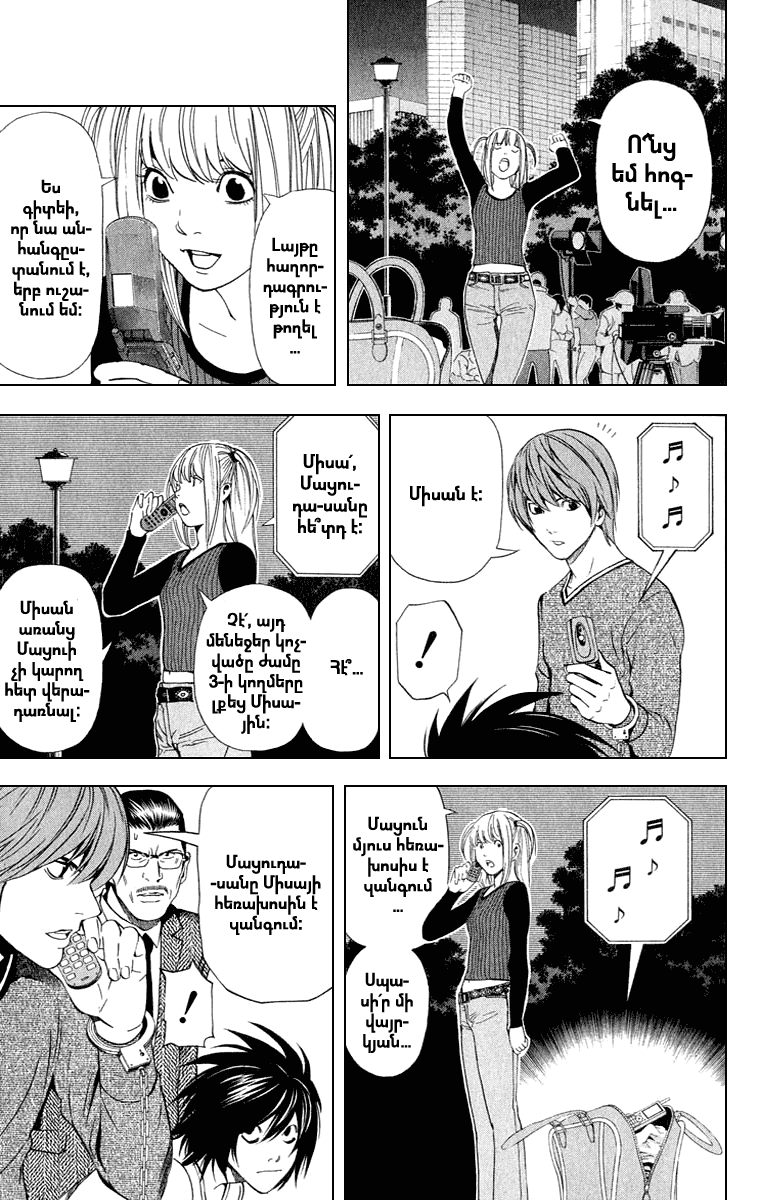 Ո՜նց
եմ հոգ-
նել...
Լայթը
հաղոր-
դագրու-
թյուն է
թողել
...
Ես
գիտեի,
որ նա ան-
հանգըս-
տանում է,
երբ ուշա-
նում եմ:
Միսան է:
!
Միսա՛,
Մացու-
դա-սանը
հե՞տդ է:
Հէ՞...
Չէ՛, այդ
մենեջեր կոչ-
վածը ժամը
3-ի կողմերը
լքեց Միսա-
յին:
Միսան
առանց
Մացուի
չի կարող
հետ վերա-
դառնալ:
Մացուն
մյուս հեռա-
խոսիս է
զանգում
...
Սպա-
սի՛ր մի
վայր-
կյան...
Մացուդա-
-սանը Միսայի
հեռախոսին է
զանգում:
!